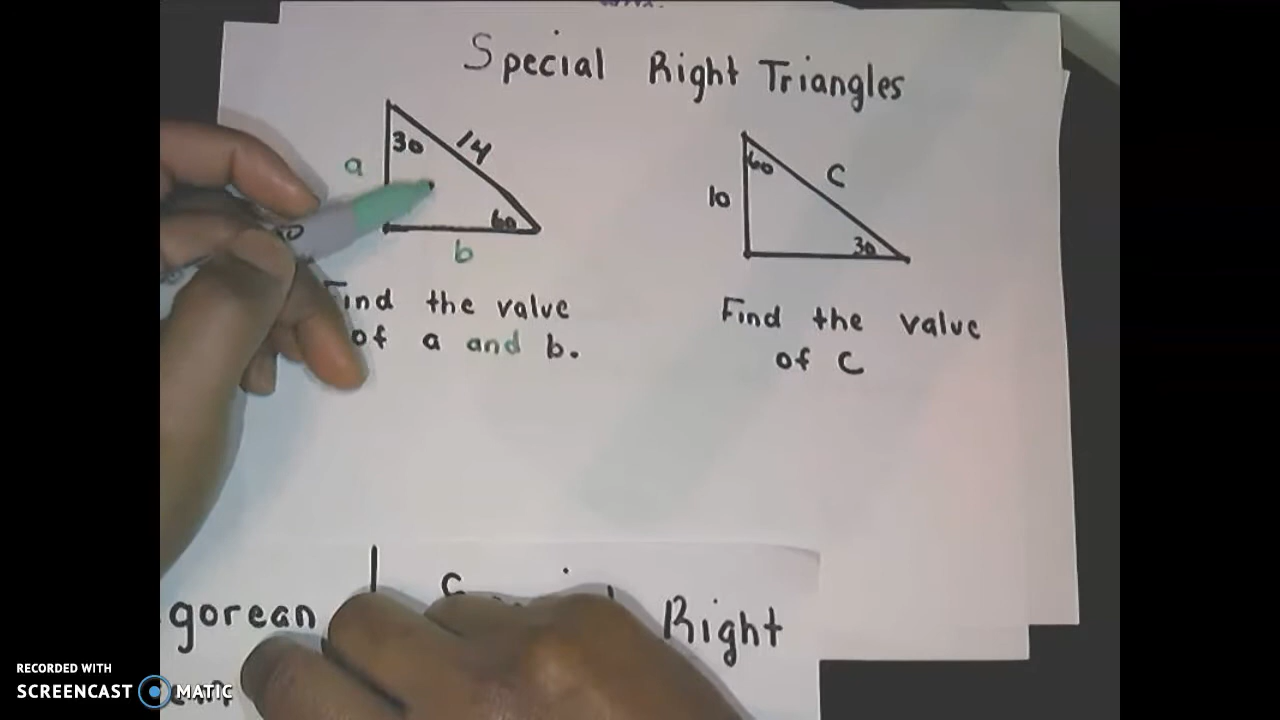 Special Right Triangles
30
14
a
60
b
Find the value
of a and b.
60
C
10
30
Find the value
of C
gorean
Right
RECORDED WITH
SCREENCAST MATIC